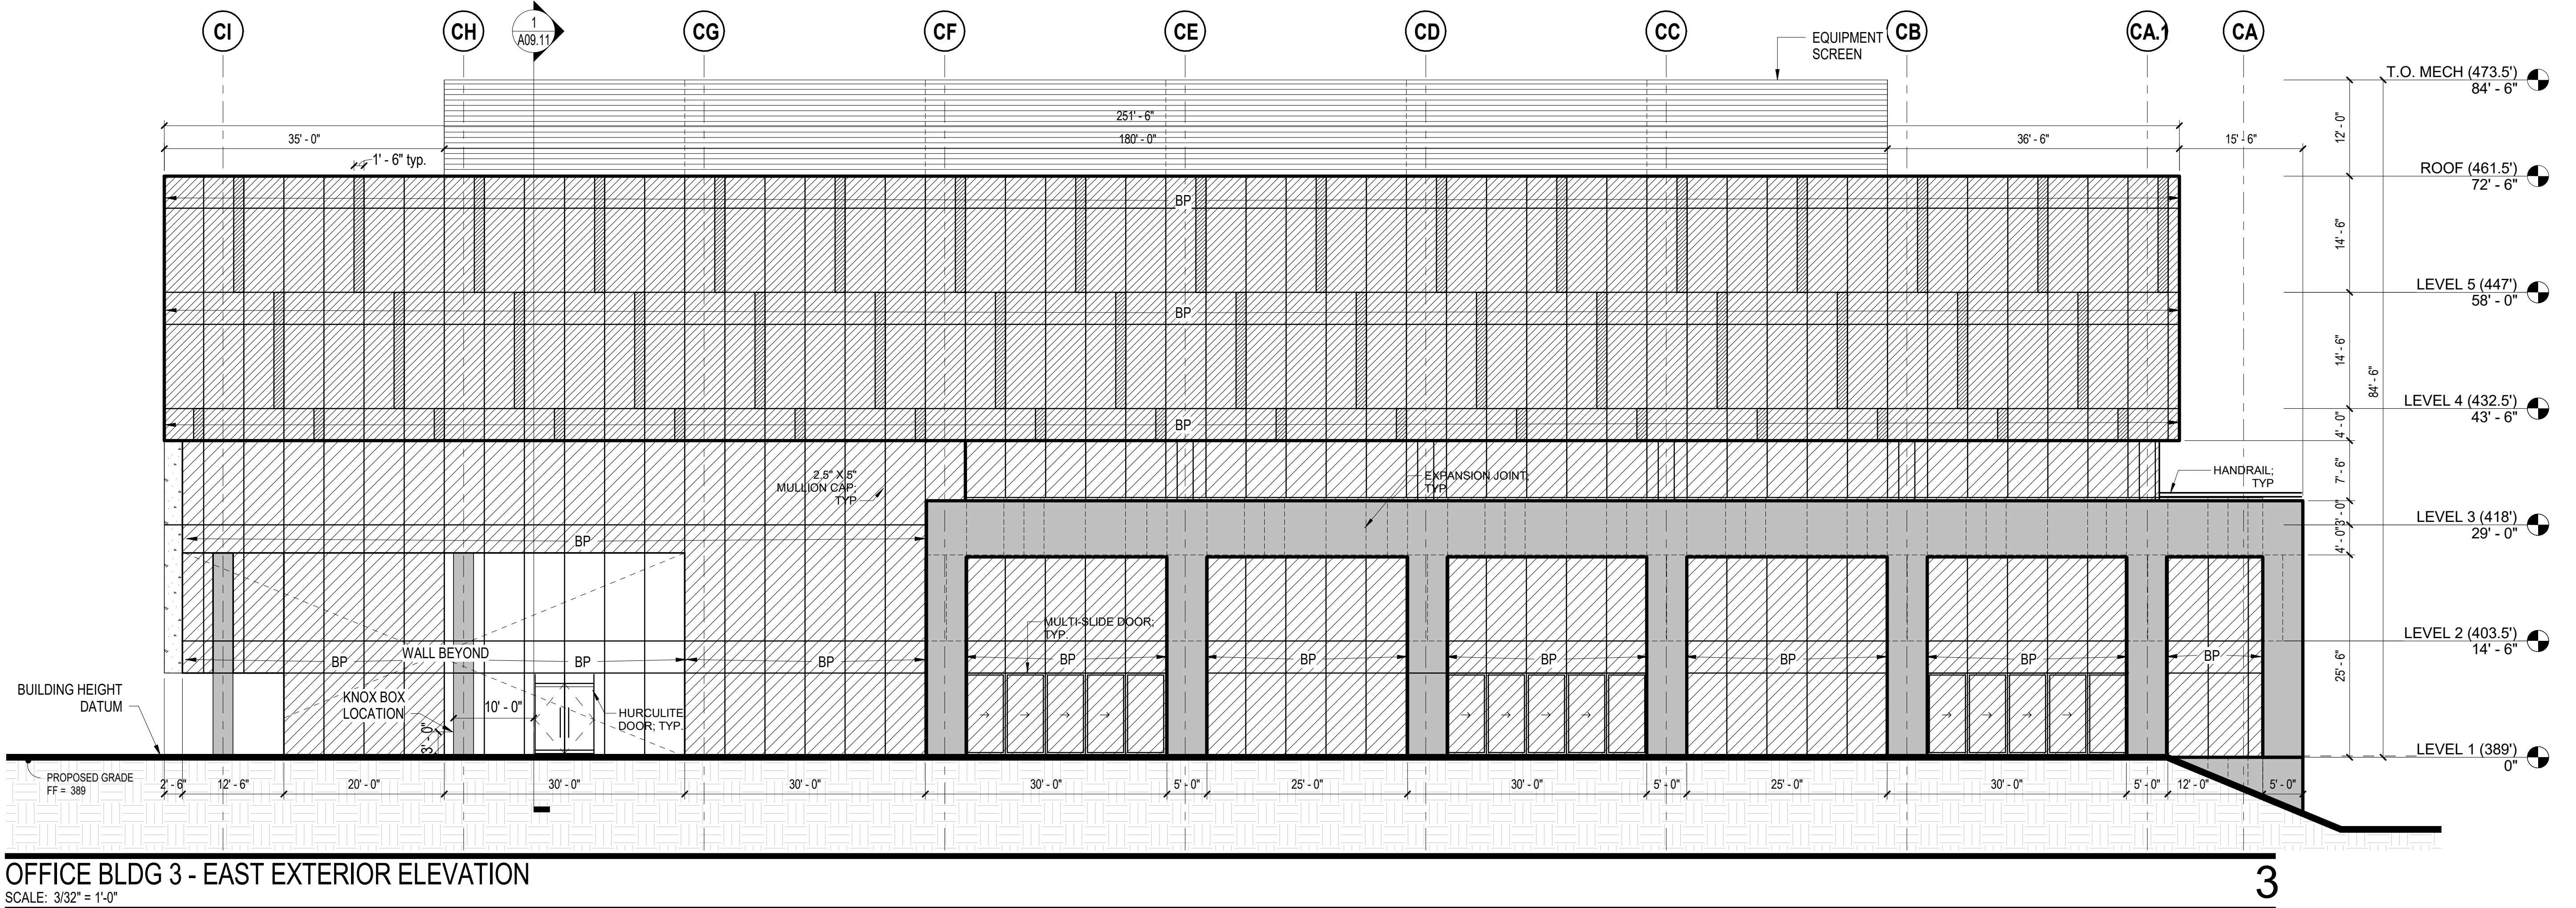 CI
CH
1
A09.11
CG
CF
CE
CD
CC
CB
CA.1
CA
EQUIPMENT
SCREEN
T.O. MECH (473.5')
84' - 6"
251' - 6"
35' - 0"
180' - 0"
36' - 6"
15' - 6"
12' - 0"
1' - 6" typ.
ROOF (461.5')
72' - 6"
BP
14' - 6"
LEVEL 5 (447')
58' - 0"
BP
14' - 6"
84' - 6"
LEVEL 4 (432.5')
43' - 6"
BP
4' - 0"
2.5" X 5"
MULLION CAP;
TYP
EXPANSION JOINT;
TYP
HANDRAIL;
TYP
7' - 6"
3' - 0"
LEVEL 3 (418')
29' - 0"
BP
4' - 0"
MULTI-SLIDE DOOR;
TYP.
LEVEL 2 (403.5')
14' - 6"
WALL BEYOND
BP
BP
BP
BP
BP
BP
BP
BP
BP
25' - 6"
BUILDING HEIGHT
DATUM
KNOX BOX
LOCATION
10' - 0"
3' - 0"
HURCULITE
DOOR; TYP.
LEVEL 1 (389')
0"
PROPOSED GRADE
FF = 389
2' - 6"
12' - 6"
20' - 0"
30' - 0"
30' - 0"
30' - 0"
5' - 0"
25' - 0"
30' - 0"
5' - 0"
25' - 0"
30' - 0"
5' - 0"
12' - 0"
5' - 0"
OFFICE BLDG 3 - EAST EXTERIOR ELEVATION
3
SCALE: 3/32" = 1'-0"